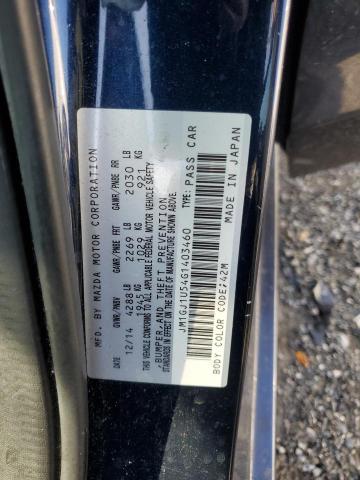 MFD. BY MAZDA MOTOR CORPORATION
GVWR/PNBV GAWR/PNBE FRT GAWR/PNBE RR
12/14 4288 LB 2269 LB 2030 LB
1945 KG 1029 KG 921 KG
THIS VEHICLE CONFORMS TO ALL APPLICABLE FEDERAL MOTOR VEHICLE SAFETY,
BUMPER, AND THEFT PREVENTION
STANDARDS IN EFFECT ON THE DATE OF MANUFACTURE SHOWN ABOVE.
JM1GJ1U54G1403460 TYPE: PASS CAR
BODY COLOR CODE:42M MADE IN JAPAN